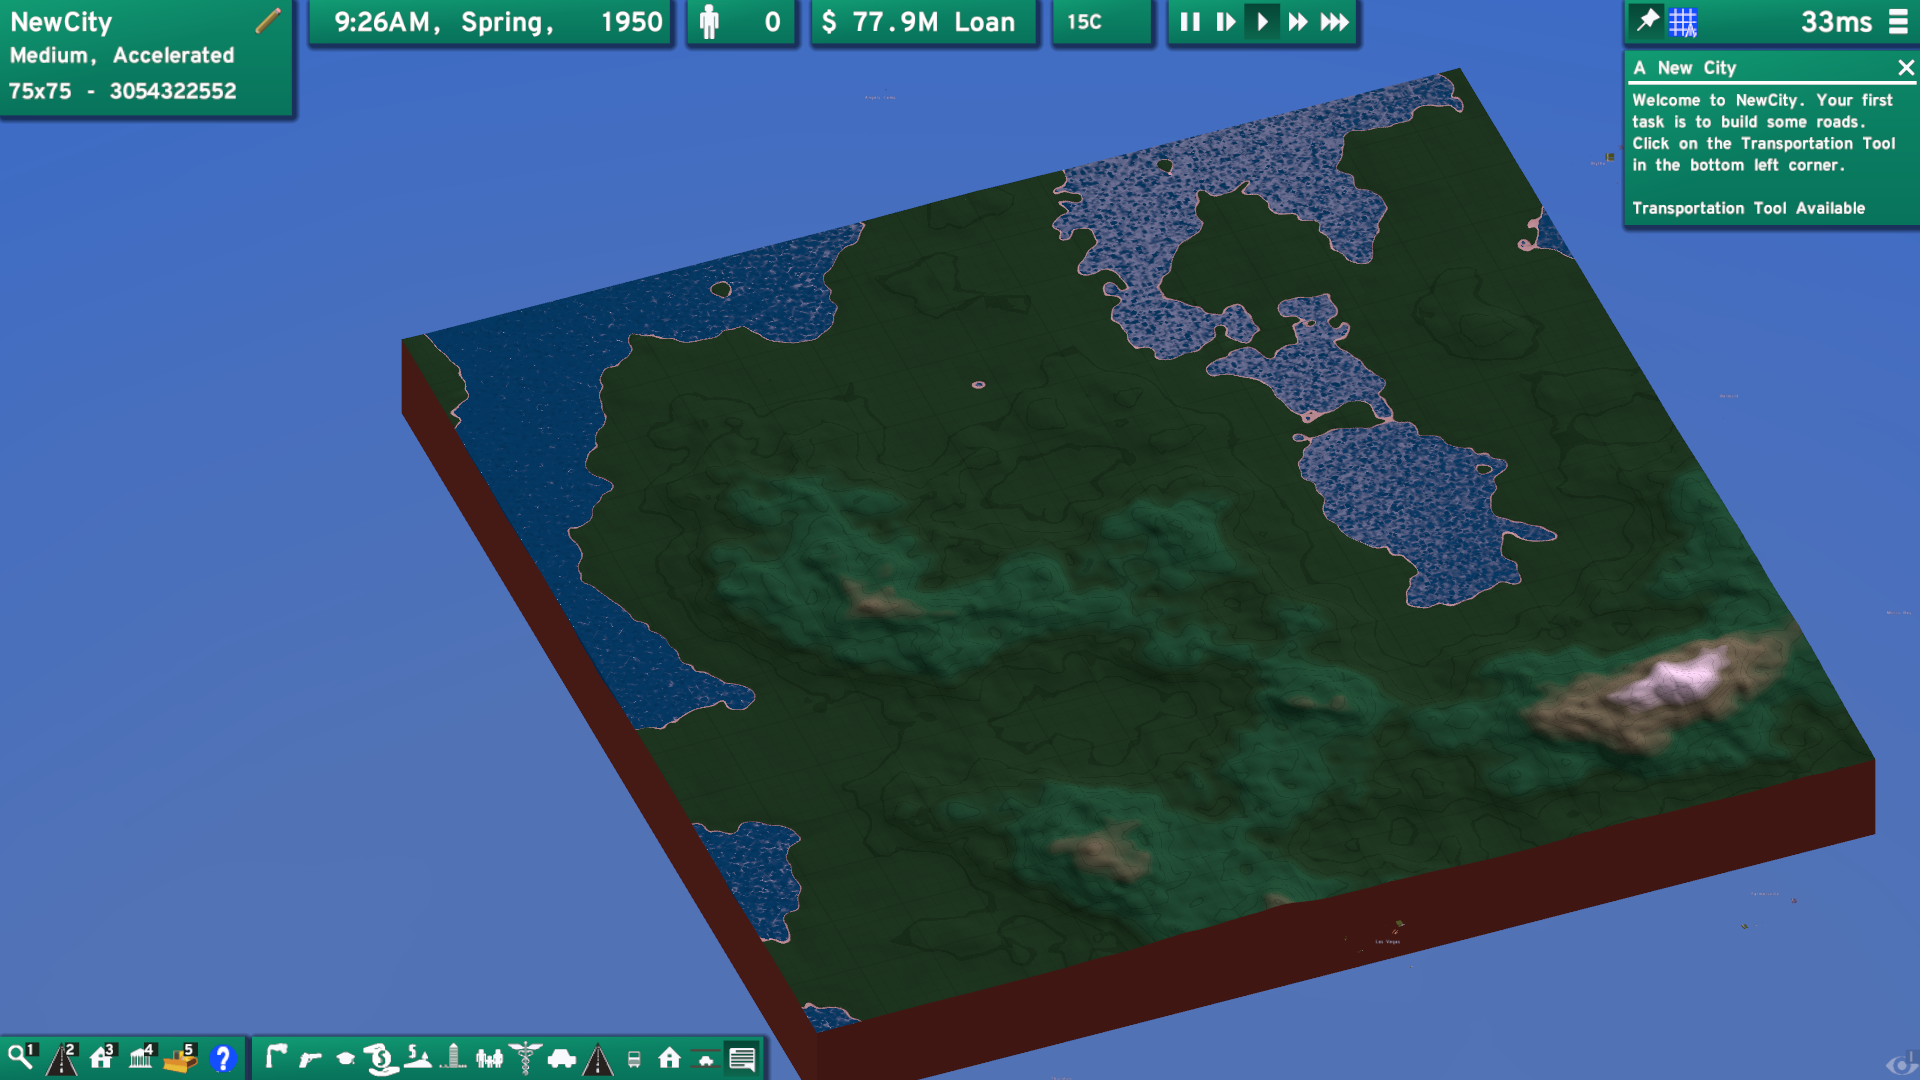 NewCity
Medium, Accelerated
75x75 - 3054322552
9:26AM, Spring, 1950
0
$ 77.9M Loan
15C
33ms
A New City
Welcome to NewCity. Your first
task is to build some roads.
Click on the Transportation Tool
in the bottom left corner.
Transportation Tool Available
Las Vegas
1
2
3
4
5
?